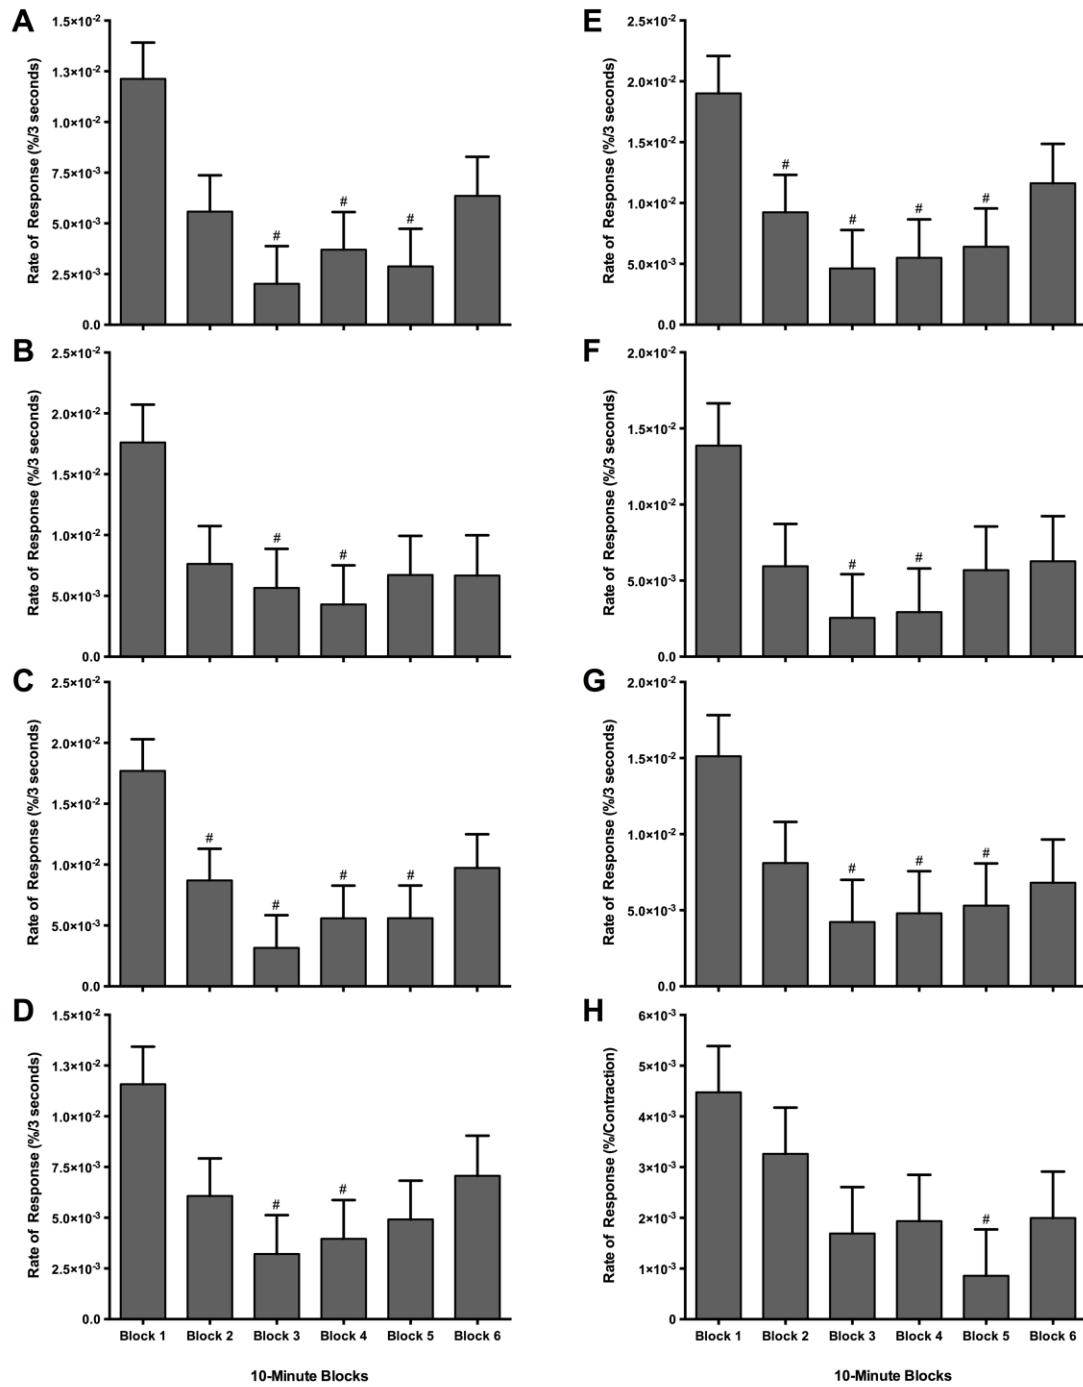 A
Rate of Response (%/3 seconds)
1.5×10⁻²
1.3×10⁻²
1.0×10⁻²
7.5×10⁻³
5.0×10⁻³
2.5×10⁻³
0.0
# # #
B
Rate of Response (%/3 seconds)
2.5×10⁻²
2.0×10⁻²
1.5×10⁻²
1.0×10⁻²
5.0×10⁻³
0.0
# #
C
Rate of Response (%/3 seconds)
2.5×10⁻²
2.0×10⁻²
1.5×10⁻²
1.0×10⁻²
5.0×10⁻³
0.0
# # # #
D
Rate of Response (%/3 seconds)
1.5×10⁻²
1.3×10⁻²
1.0×10⁻²
7.5×10⁻³
5.0×10⁻³
2.5×10⁻³
0.0
# #
Block 1 Block 2 Block 3 Block 4 Block 5 Block 6
10-Minute Blocks
E
Rate of Response (%/3 seconds)
2.5×10⁻²
2.0×10⁻²
1.5×10⁻²
1.0×10⁻²
5.0×10⁻³
0.0
# # # #
F
Rate of Response (%/3 seconds)
2.0×10⁻²
1.5×10⁻²
1.0×10⁻²
5.0×10⁻³
0.0
# #
G
Rate of Response (%/3 seconds)
2.0×10⁻²
1.5×10⁻²
1.0×10⁻²
5.0×10⁻³
0.0
# # #
H
Rate of Response (%/Contraction)
6×10⁻³
5×10⁻³
4×10⁻³
3×10⁻³
2×10⁻³
1×10⁻³
0
#
Block 1 Block 2 Block 3 Block 4 Block 5 Block 6
10-Minute Blocks